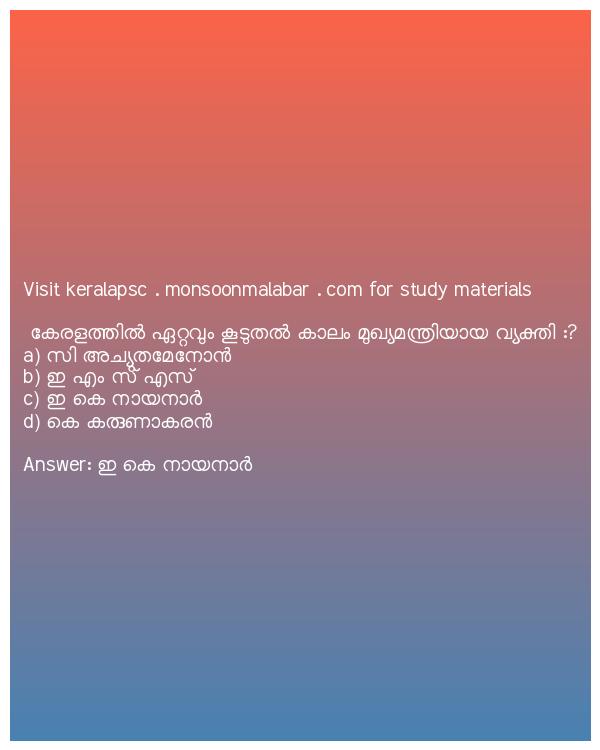 Visit keralapsc . monsoonmalabar . com for study materials
കേരളത്തിൽ ഏറ്റവും കൂടുതൽ കാലം മുഖ്യമന്ത്രിയായ വ്യക്തി :?
a) സി അച്യുതമേനോൻ
b) ഇ എം സ് എസ്
c) ഇ കെ നായനാർ
d) കെ കരുണാകരൻ
Answer: ഇ കെ നായനാർ